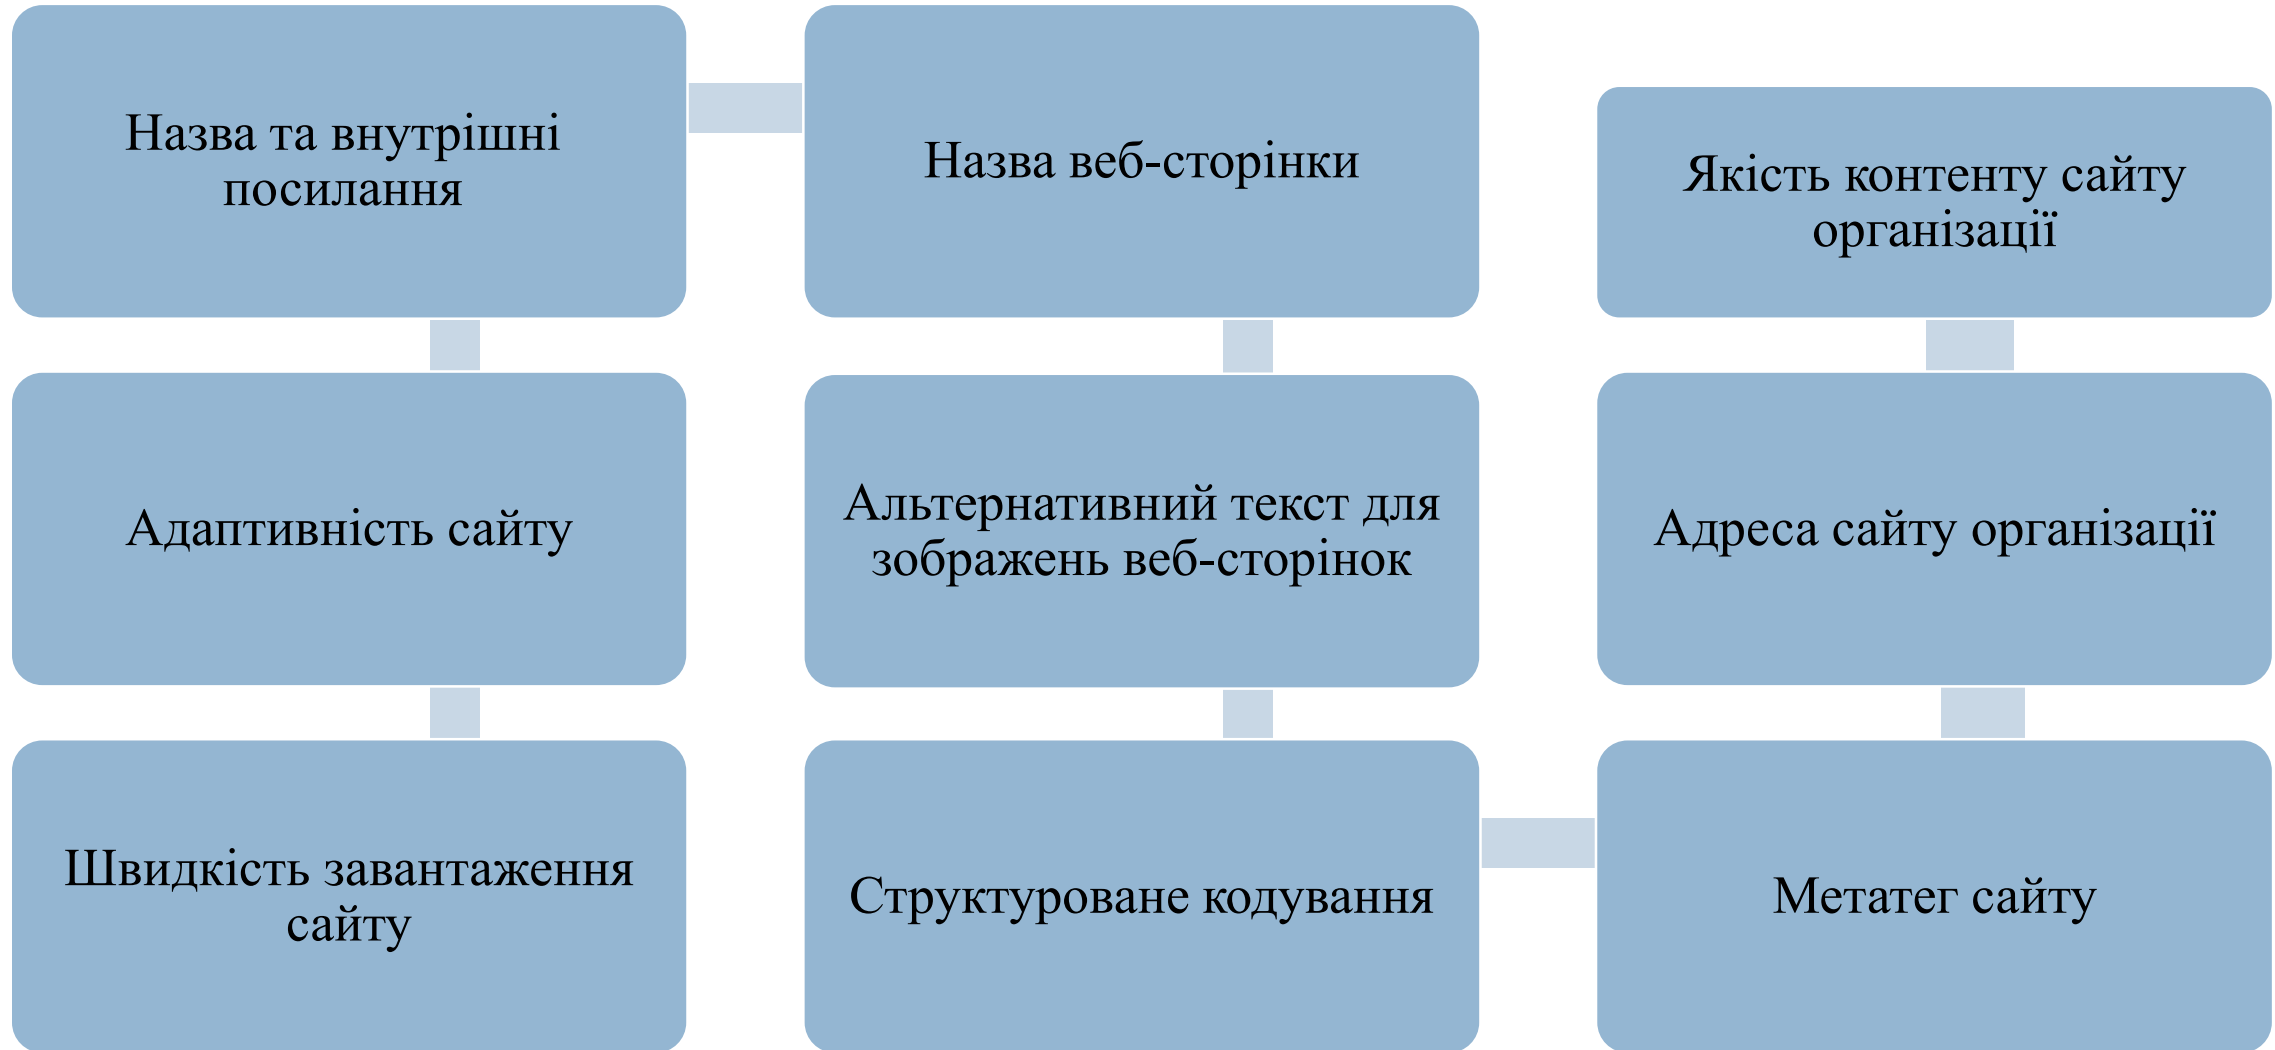 Назва та внутрішні
посилання
Назва веб-сторінки
Якість контенту сайту
організації
Адаптивність сайту
Альтернативний текст для
зображень веб-сторінок
Адреса сайту організації
Швидкість завантаження
сайту
Структуроване кодування
Метатег сайту